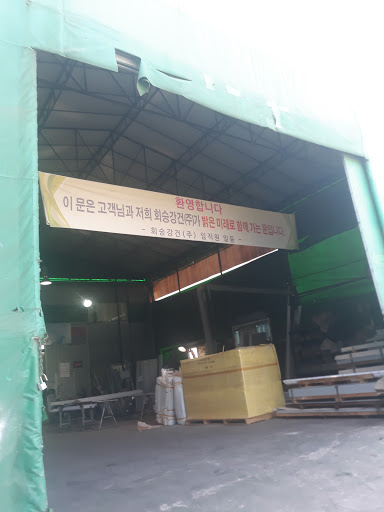 환영합니다
이 문은 고객님과 저희 회승강건(주)가 밝은 미래로 함께 가는 문입니다.
- 회승강건(주) 임직원 일동 -